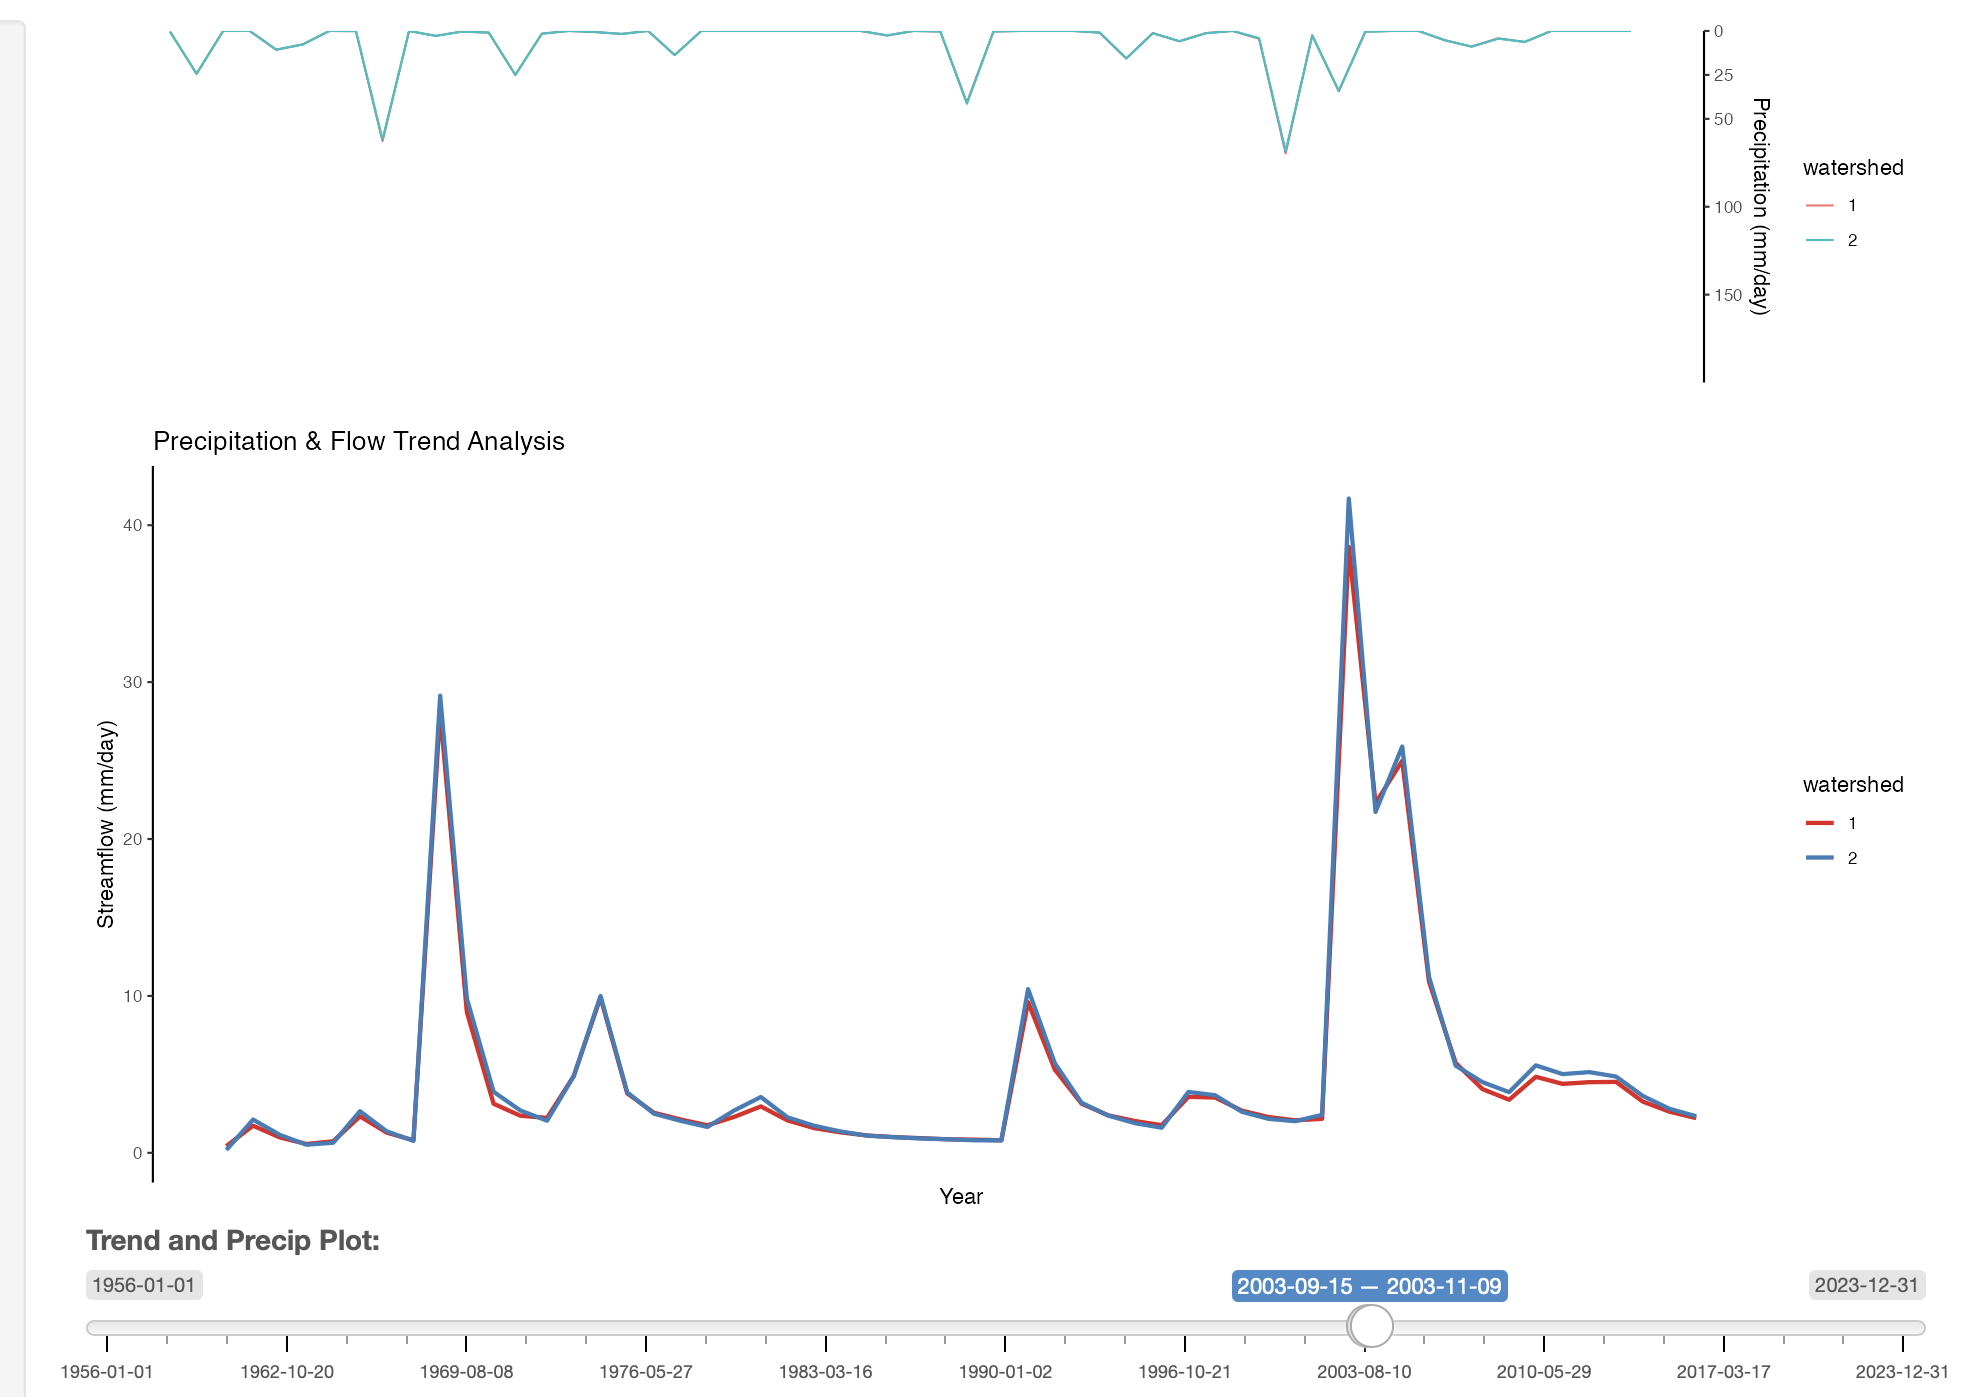 0
25
50
100
150
Precipitation (mm/day)
watershed
1
2
Precipitation & Flow Trend Analysis
40
30
20
10
0
Streamflow (mm/day)
Year
watershed
1
2
Trend and Precip Plot:
1956-01-01
2003-09-15 — 2003-11-09
2023-12-31
1956-01-01 1962-10-20 1969-08-08 1976-05-27 1983-03-16 1990-01-02 1996-10-21 2003-08-10 2010-05-29 2017-03-17 2023-12-31